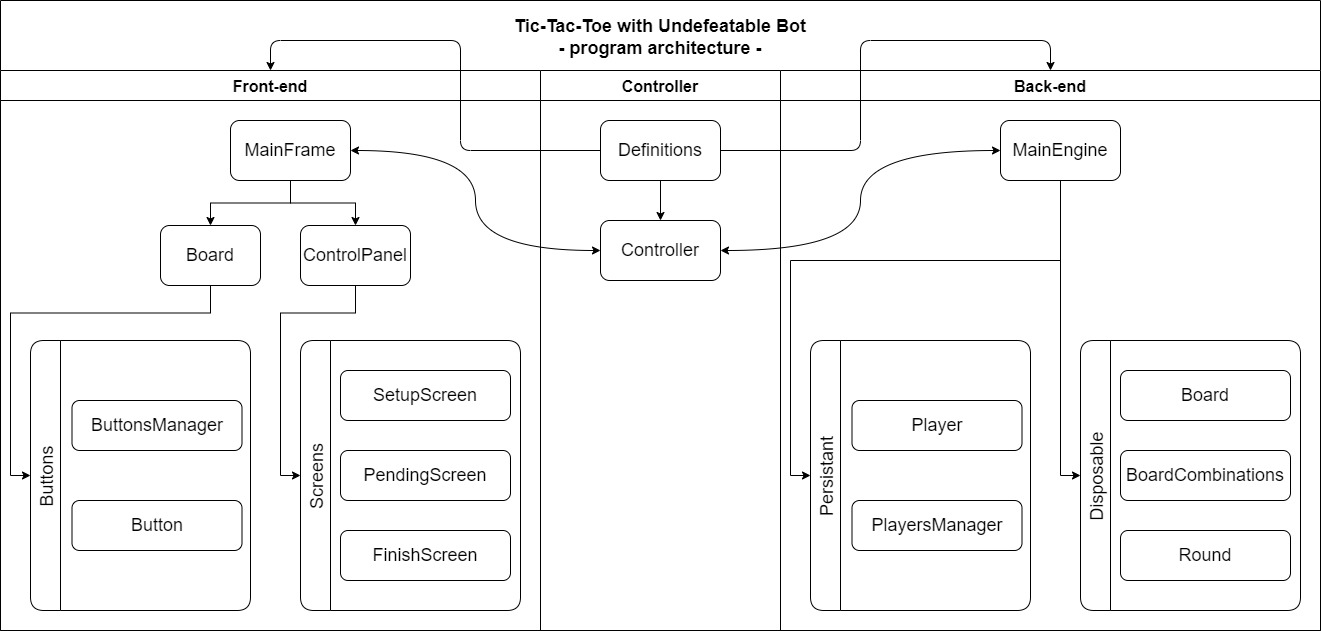 Tic-Tac-Toe with Undefeatable Bot
- program architecture -
Front-end
Controller
Back-end
MainFrame
Definitions
MainEngine
Board
ControlPanel
Controller
Buttons
ButtonsManager
Button
Screens
SetupScreen
PendingScreen
FinishScreen
Persistant
Player
PlayersManager
Disposable
Board
BoardCombinations
Round